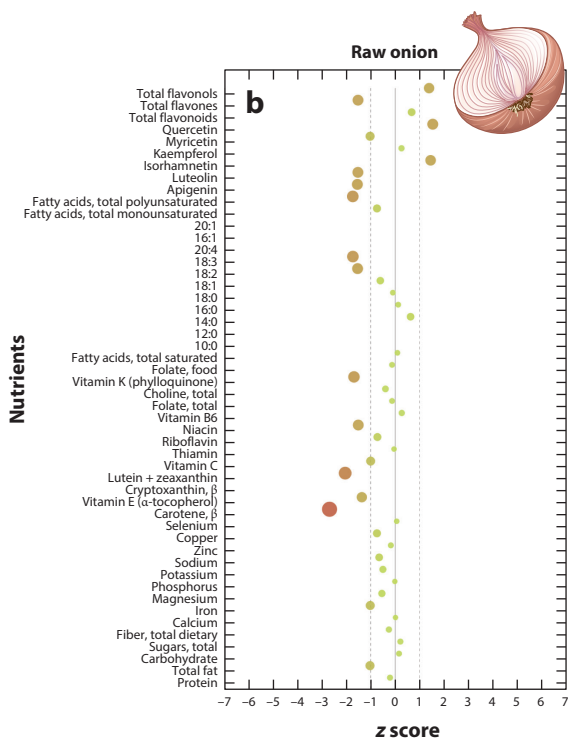 Raw onion
b
Nutrients
Total flavonols
Total flavones
Total flavonoids
Quercetin
Myricetin
Kaempferol
Isorhamnetin
Luteolin
Apigenin
Fatty acids, total polyunsaturated
Fatty acids, total monounsaturated
20:1
16:1
20:4
18:3
18:2
18:1
18:0
16:0
14:0
12:0
10:0
Fatty acids, total saturated
Folate, food
Vitamin K (phylloquinone)
Choline, total
Folate, total
Vitamin B6
Niacin
Riboflavin
Thiamin
Vitamin C
Lutein + zeaxanthin
Cryptoxanthin, β
Vitamin E (α-tocopherol)
Carotene, β
Selenium
Copper
Zinc
Sodium
Potassium
Phosphorus
Magnesium
Iron
Calcium
Fiber, total dietary
Sugars, total
Carbohydrate
Total fat
Protein
–7 –6 –5 –4 –3 –2 –1 0 1 2 3 4 5 6 7
z score